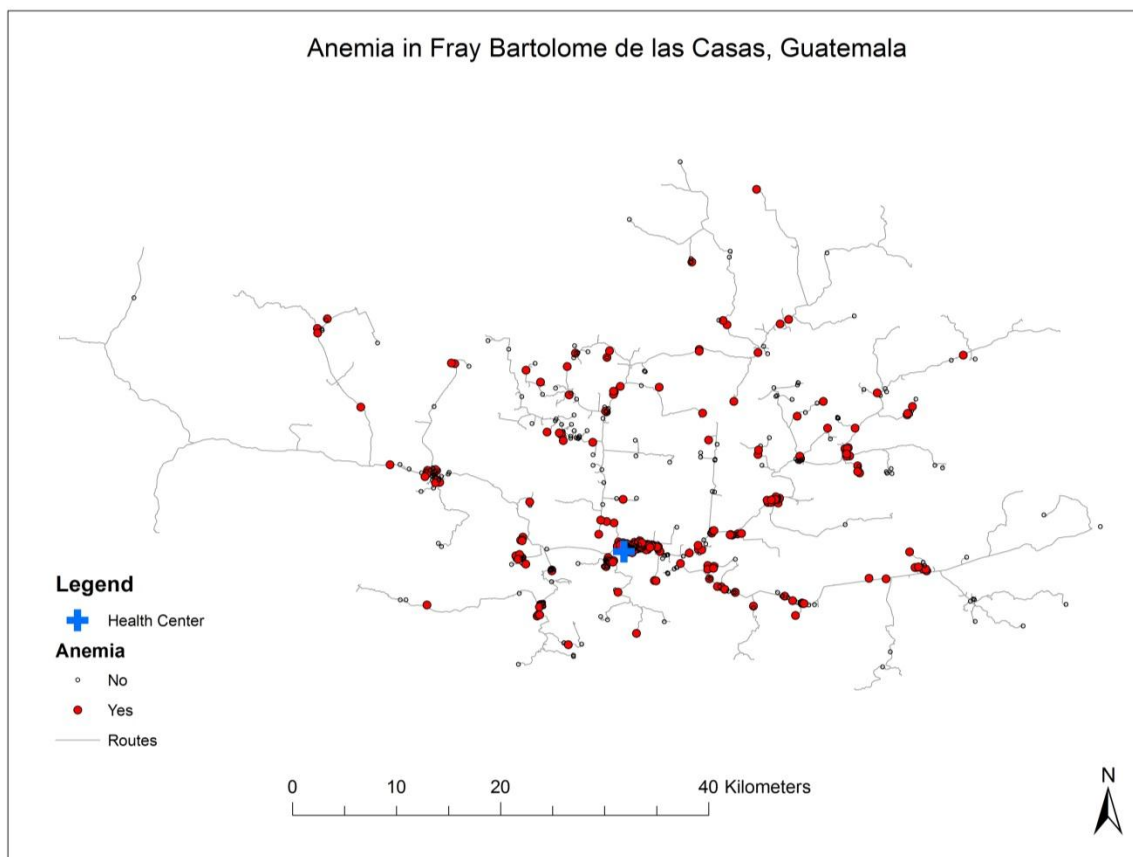 Anemia in Fray Bartolome de las Casas, Guatemala
Legend
Health Center
Anemia
No
Yes
Routes
0 10 20 40 Kilometers
N